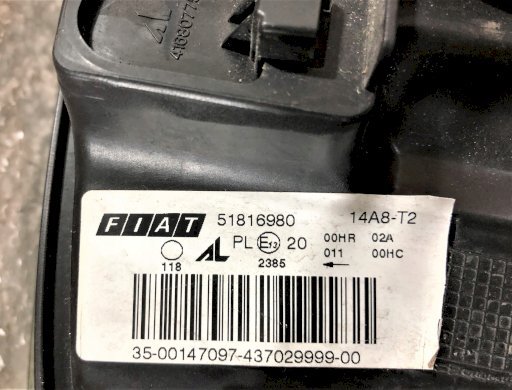 FIAT 51816980 14A8-T2
AL PL E13 20 00HR 02A
118 2385 011 00HC
35-00147097-437029999-00